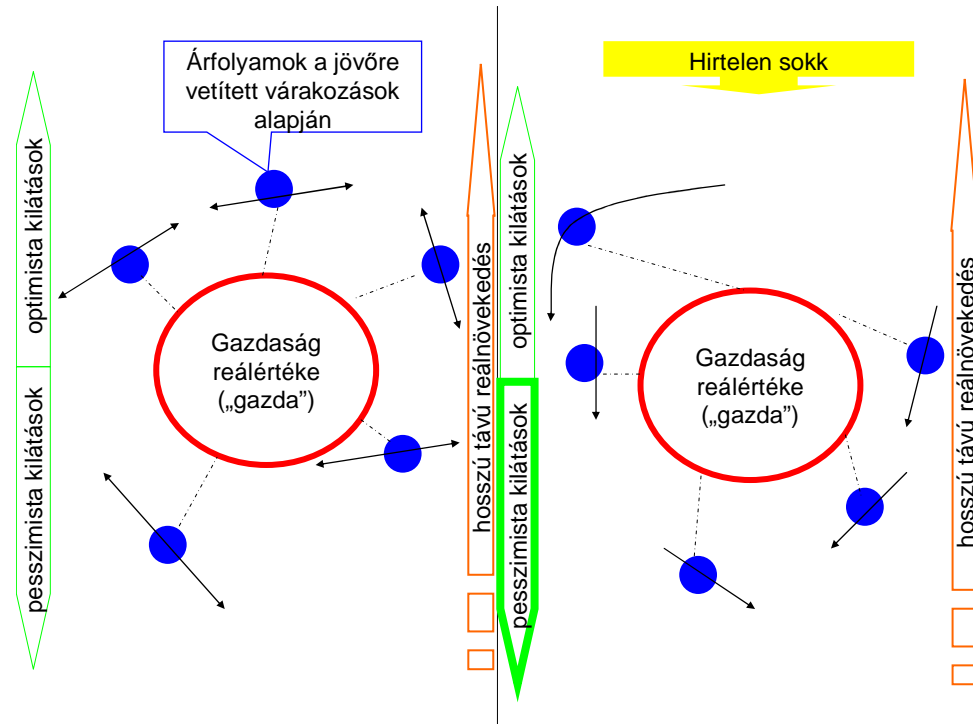 Árfolyamok a jövőre
vetített várakozások
alapján
optimista kilátások
pesszimista kilátások
Gazdaság
reálértéke
(„gazda”)
hosszú távú reálnövekedés
Hirtelen sokk
optimista kilátások
pesszimista kilátások
Gazdaság
reálértéke
(„gazda”)
hosszú távú reálnövekedés